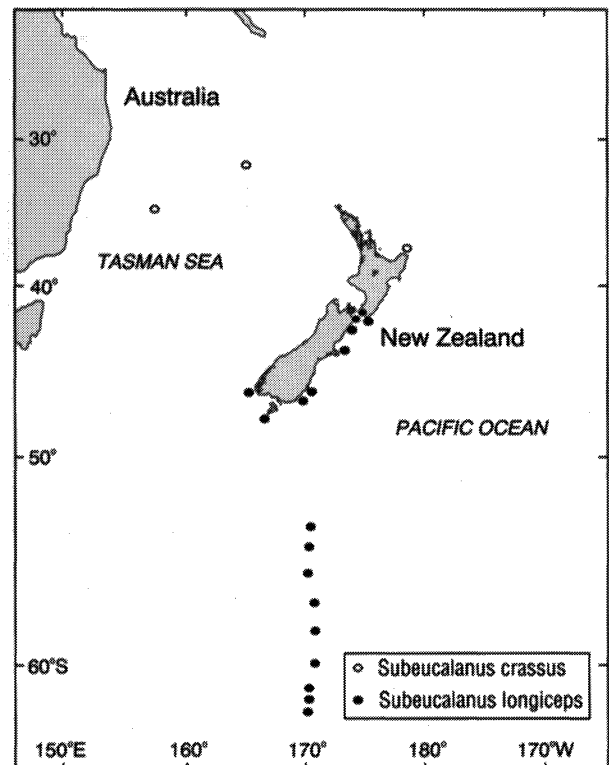 Australia
30°
TASMAN SEA
40°
New Zealand
PACIFIC OCEAN
50°
60°S
Subeucalanus crassus
Subeucalanus longiceps
150°E 160° 170° 180° 170°W